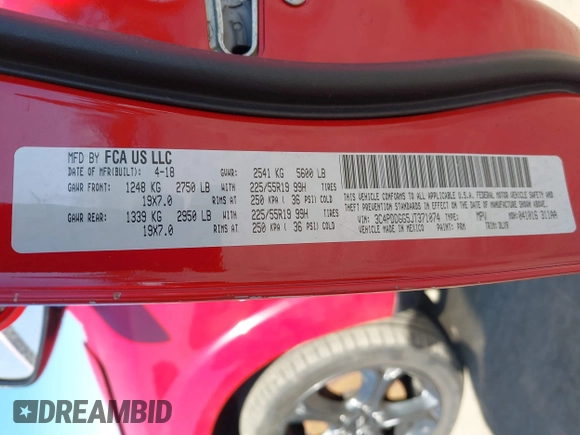 MFD BY FCA US LLC
DATE OF MFR(BUILT): 4-18 GVWR: 2541 KG 5600 LB
GAWR FRONT: 1248 KG 2750 LB WITH 225/55R19 99H TIRES
19X7.0 RIMS AT 250 KPA ( 36 PSI) COLD
GAWR REAR: 1339 KG 2950 LB WITH 225/55R19 99H TIRES
19X7.0 RIMS AT 250 KPA ( 36 PSI) COLD
THIS VEHICLE CONFORMS TO ALL APPLICABLE U.S.A. FEDERAL MOTOR VEHICLE SAFETY AND
THEFT PREVENTION STANDARDS IN EFFECT ON THE DATE OF MANUFACTURE SHOWN ABOVE.
VIN: 3C4PDDGG5JT371074 TYPE: MPV MDH: 041016 311AAA
VEHICLE MADE IN MEXICO PAINT: PRM TRIM:
DREAMBID